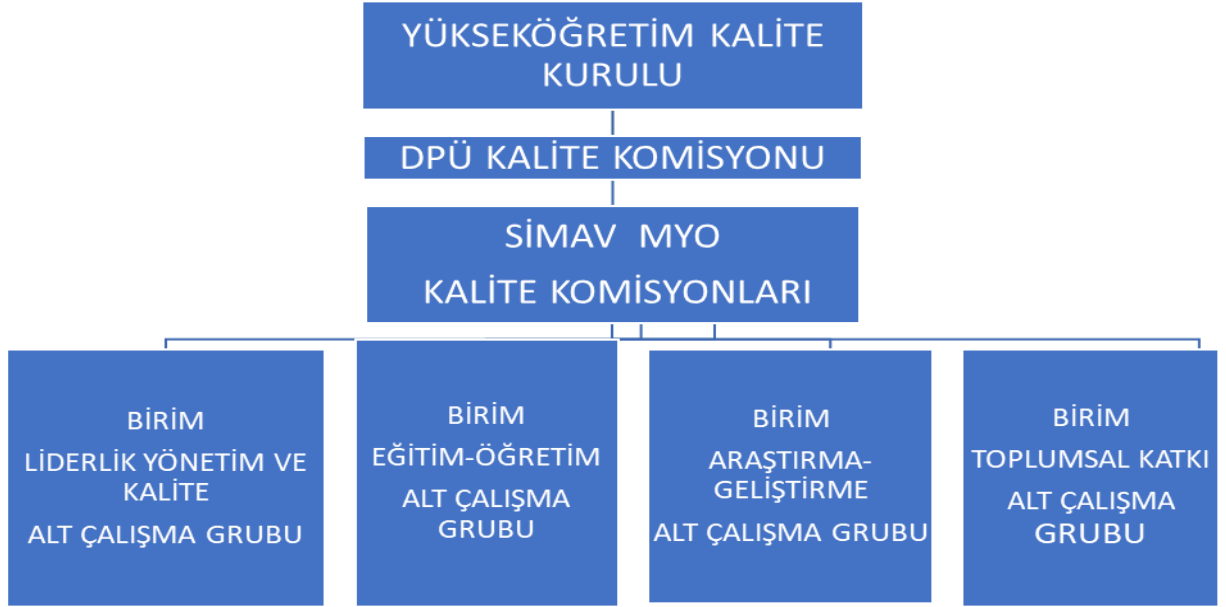 YÜKSEKÖĞRETİM KALİTE
KURULU
DPÜ KALİTE KOMİSYONU
SİMAV MYO
KALİTE KOMİSYONLARI
BİRİM
LİDERLİK YÖNETİM VE
KALİTE
ALT ÇALIŞMA GRUBU
BİRİM
EĞİTİM-ÖĞRETİM
ALT ÇALIŞMA
GRUBU
BİRİM
ARAŞTIRMA-
GELİŞTİRME
ALT ÇALIŞMA GRUBU
BİRİM
TOPLUMSAL KATKI
ALT ÇALIŞMA
GRUBU